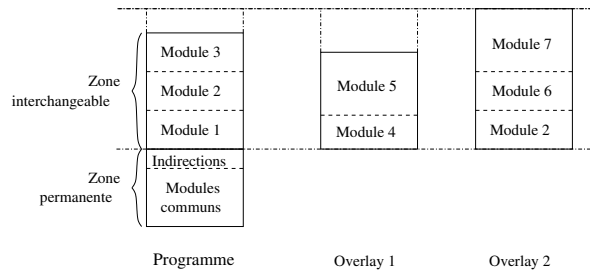 Zone
interchangeable
Zone
permanente
Module 3
Module 2
Module 1
Indirections
Modules
communs
Programme
Module 5
Module 4
Overlay 1
Module 7
Module 6
Module 2
Overlay 2